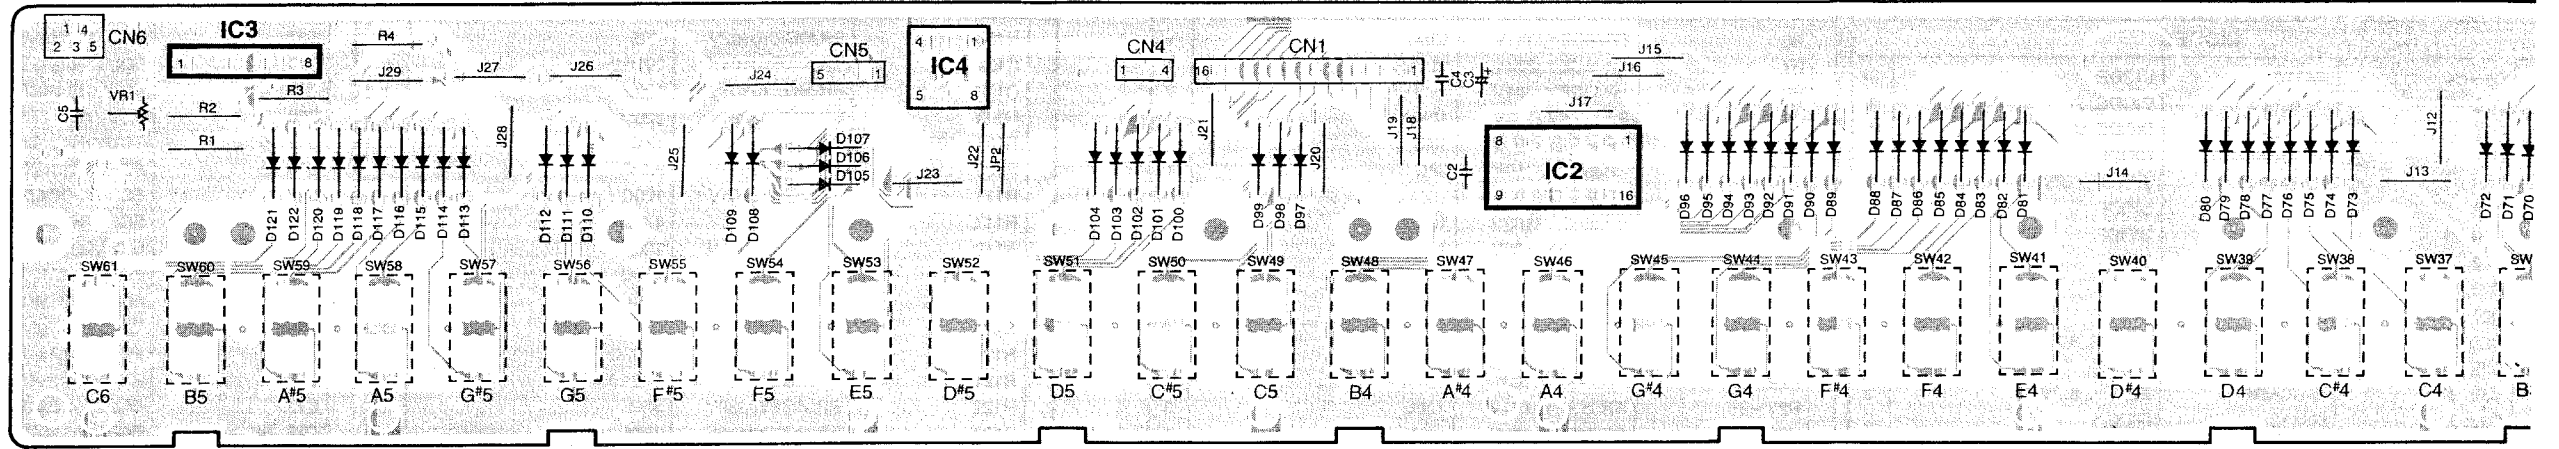 1 4
2 3 5
CN6
IC3
1 8
R4
J29
J27
J26
R3
C5
VR1
R2
R1
J28
J25
J24
CN5
5 1
IC4
4 1
5 8
D107
D106
D105
J23
J22
JP2
CN4
1 4
CN1
16 1
C4
C3
J21
J20
J19
J18
J15
J16
J17
C2
IC2
8 1
9 16
J14
J12
J13
D121 D122 D120 D119 D118 D117 D116 D115 D114 D113
D112 D111 D110
D109 D108
D104 D103 D102 D101 D100
D99 D98 D97
D96 D95 D94 D93 D92 D91 D90 D89
D88 D87 D86 D85 D84 D83 D82 D81
D80 D79 D78 D77 D76 D75 D74 D73
D72 D71 D70
SW61 SW60 SW59 SW58 SW57 SW56 SW55 SW54 SW53 SW52 SW51 SW50 SW49 SW48 SW47 SW46 SW45 SW44 SW43 SW42 SW41 SW40 SW39 SW38 SW37 SW
C6 B5 A#5 A5 G#5 G5 F#5 F5 E5 D#5 D5 C#5 C5 B4 A#4 A4 G#4 G4 F#4 F4 E4 D#4 D4 C#4 C4 B